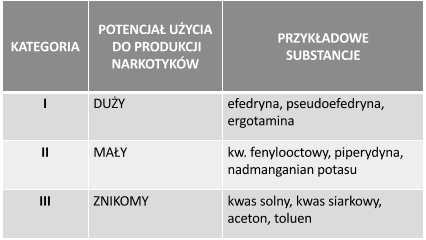 KATEGORIA
POTENCJAŁ UŻYCIA
DO PRODUKCJI
NARKOTYKÓW
PRZYKŁADOWE
SUBSTANCJE
I
DUŻY
efedryna, pseudoefedryna,
ergotamina
II
MAŁY
kw. fenylooctowy, piperydyna,
nadmanganian potasu
III
ZNIKOMY
kwas solny, kwas siarkowy,
aceton, toluen